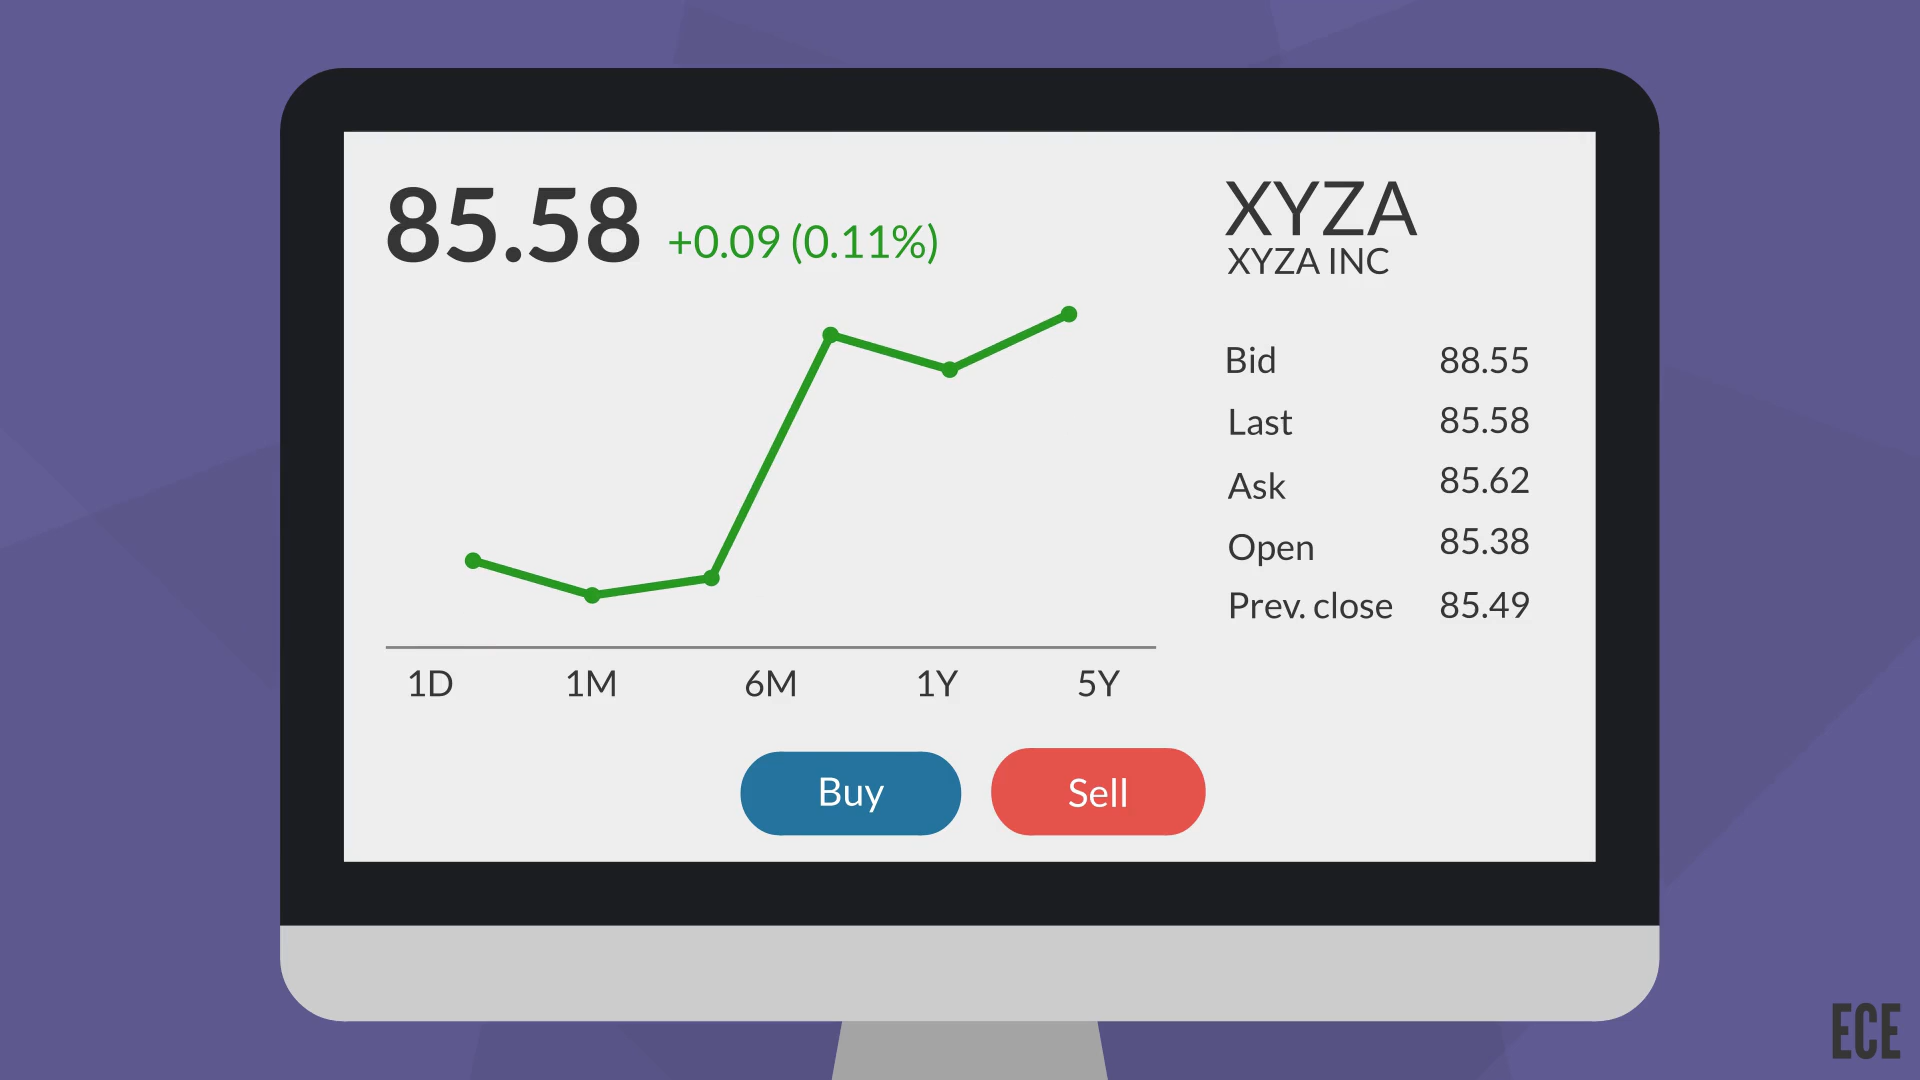 85.58 +0.09 (0.11%)
XYZA
XYZA INC
Bid 88.55
Last 85.58
Ask 85.62
Open 85.38
Prev. close 85.49
1D 1M 6M 1Y 5Y
Buy Sell
ECE